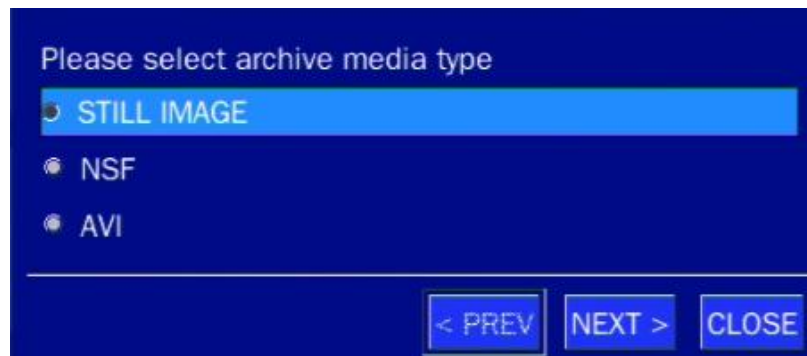 Please select archive media type
STILL IMAGE
NSF
AVI
< PREV NEXT > CLOSE